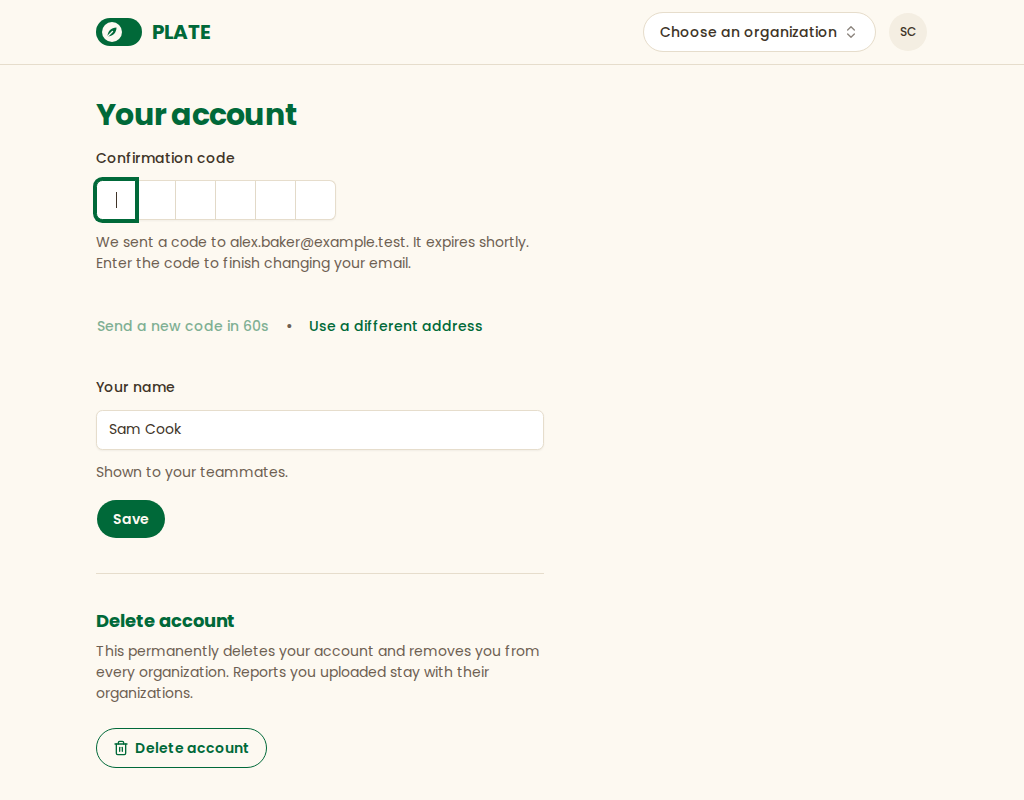 PLATE
Choose an organization
SC
Your account
Confirmation code
We sent a code to alex.baker@example.test. It expires shortly.
Enter the code to finish changing your email.
Send a new code in 60s • Use a different address
Your name
Sam Cook
Shown to your teammates.
Save
Delete account
This permanently deletes your account and removes you from
every organization. Reports you uploaded stay with their
organizations.
Delete account